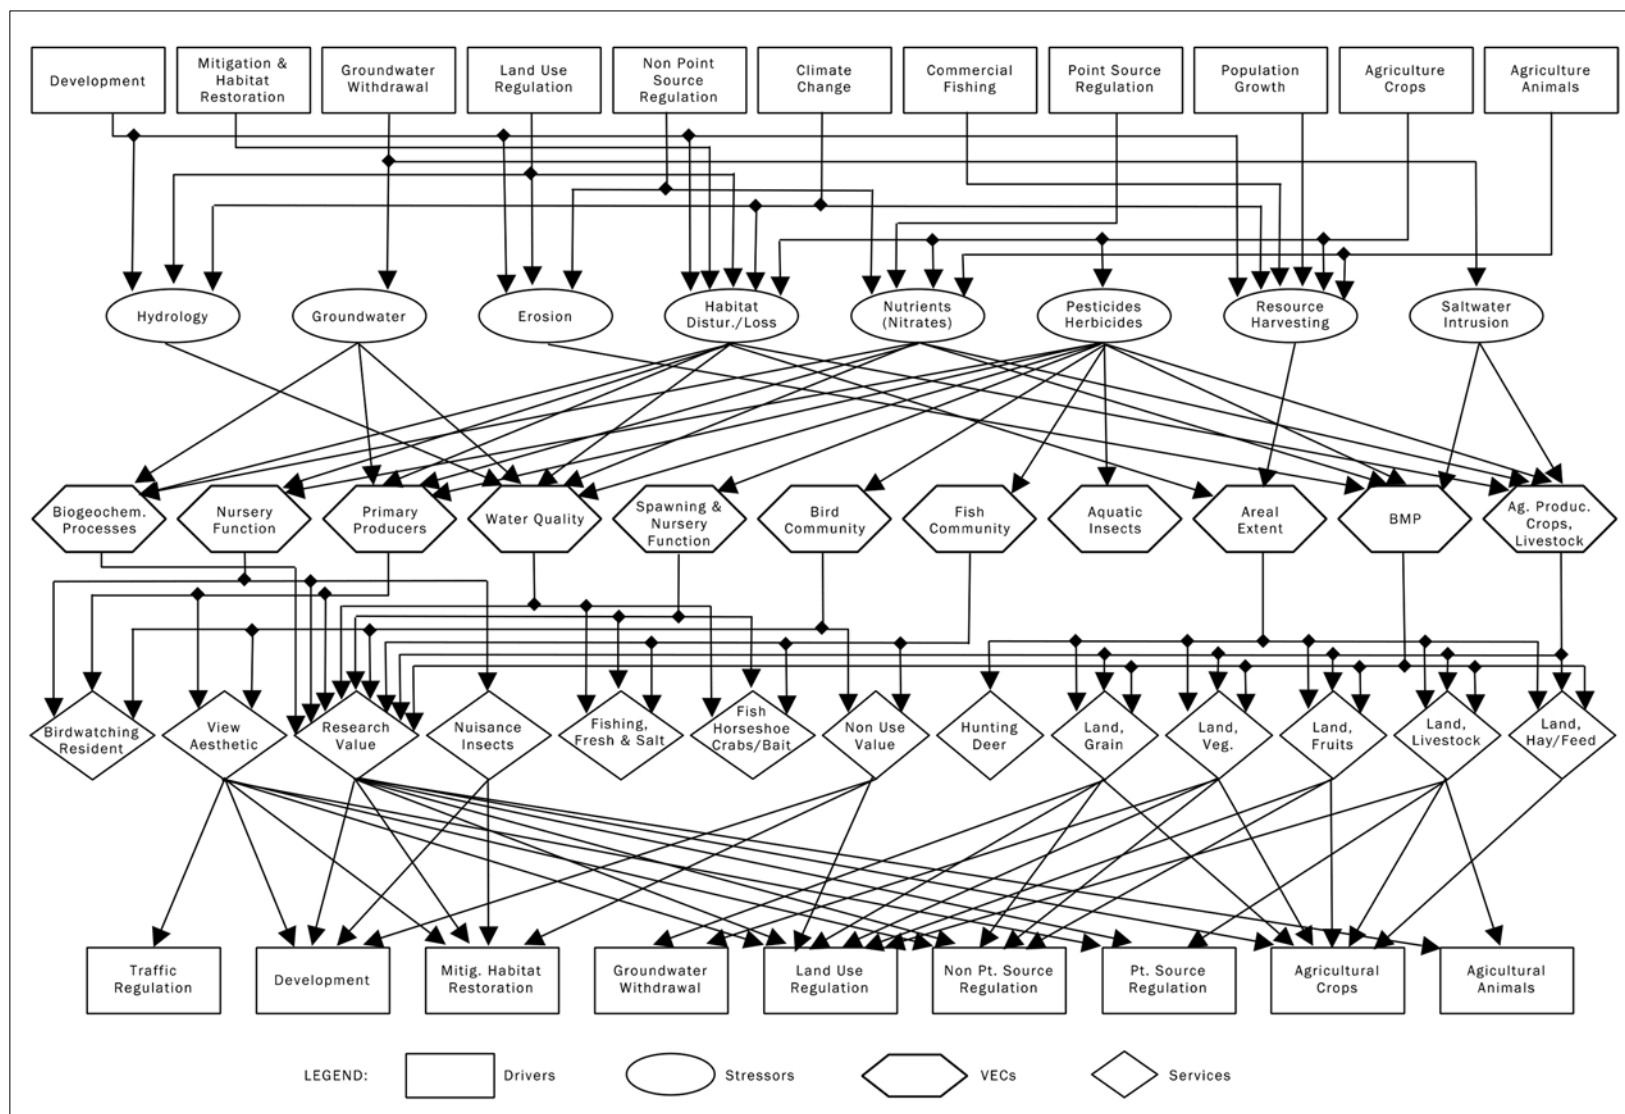 Development
Mitigation &
Habitat
Restoration
Groundwater
Withdrawal
Land Use
Regulation
Non Point
Source
Regulation
Climate
Change
Commercial
Fishing
Point Source
Regulation
Population
Growth
Agriculture
Crops
Agriculture
Animals
Hydrology
Groundwater
Erosion
Habitat
Distur./Loss
Nutrients
(Nitrates)
Pesticides
Herbicides
Resource
Harvesting
Saltwater
Intrusion
Biogeochem.
Processes
Nursery
Function
Primary
Producers
Water Quality
Spawning &
Nursery
Function
Bird
Community
Fish
Community
Aquatic
Insects
Areal
Extent
BMP
Ag. Produc.
Crops,
Livestock
Birdwatching
Resident
View
Aesthetic
Research
Value
Nuisance
Insects
Fishing,
Fresh & Salt
Fish
Horseshoe
Crabs/Bait
Non Use
Value
Hunting
Deer
Land,
Grain
Land,
Veg.
Land,
Fruits
Land,
Livestock
Land,
Hay/Feed
Traffic
Regulation
Development
Mitig. Habitat
Restoration
Groundwater
Withdrawal
Land Use
Regulation
Non Pt. Source
Regulation
Pt. Source
Regulation
Agricultural
Crops
Agicultural
Animals
LEGEND:
Drivers
Stressors
VECs
Services